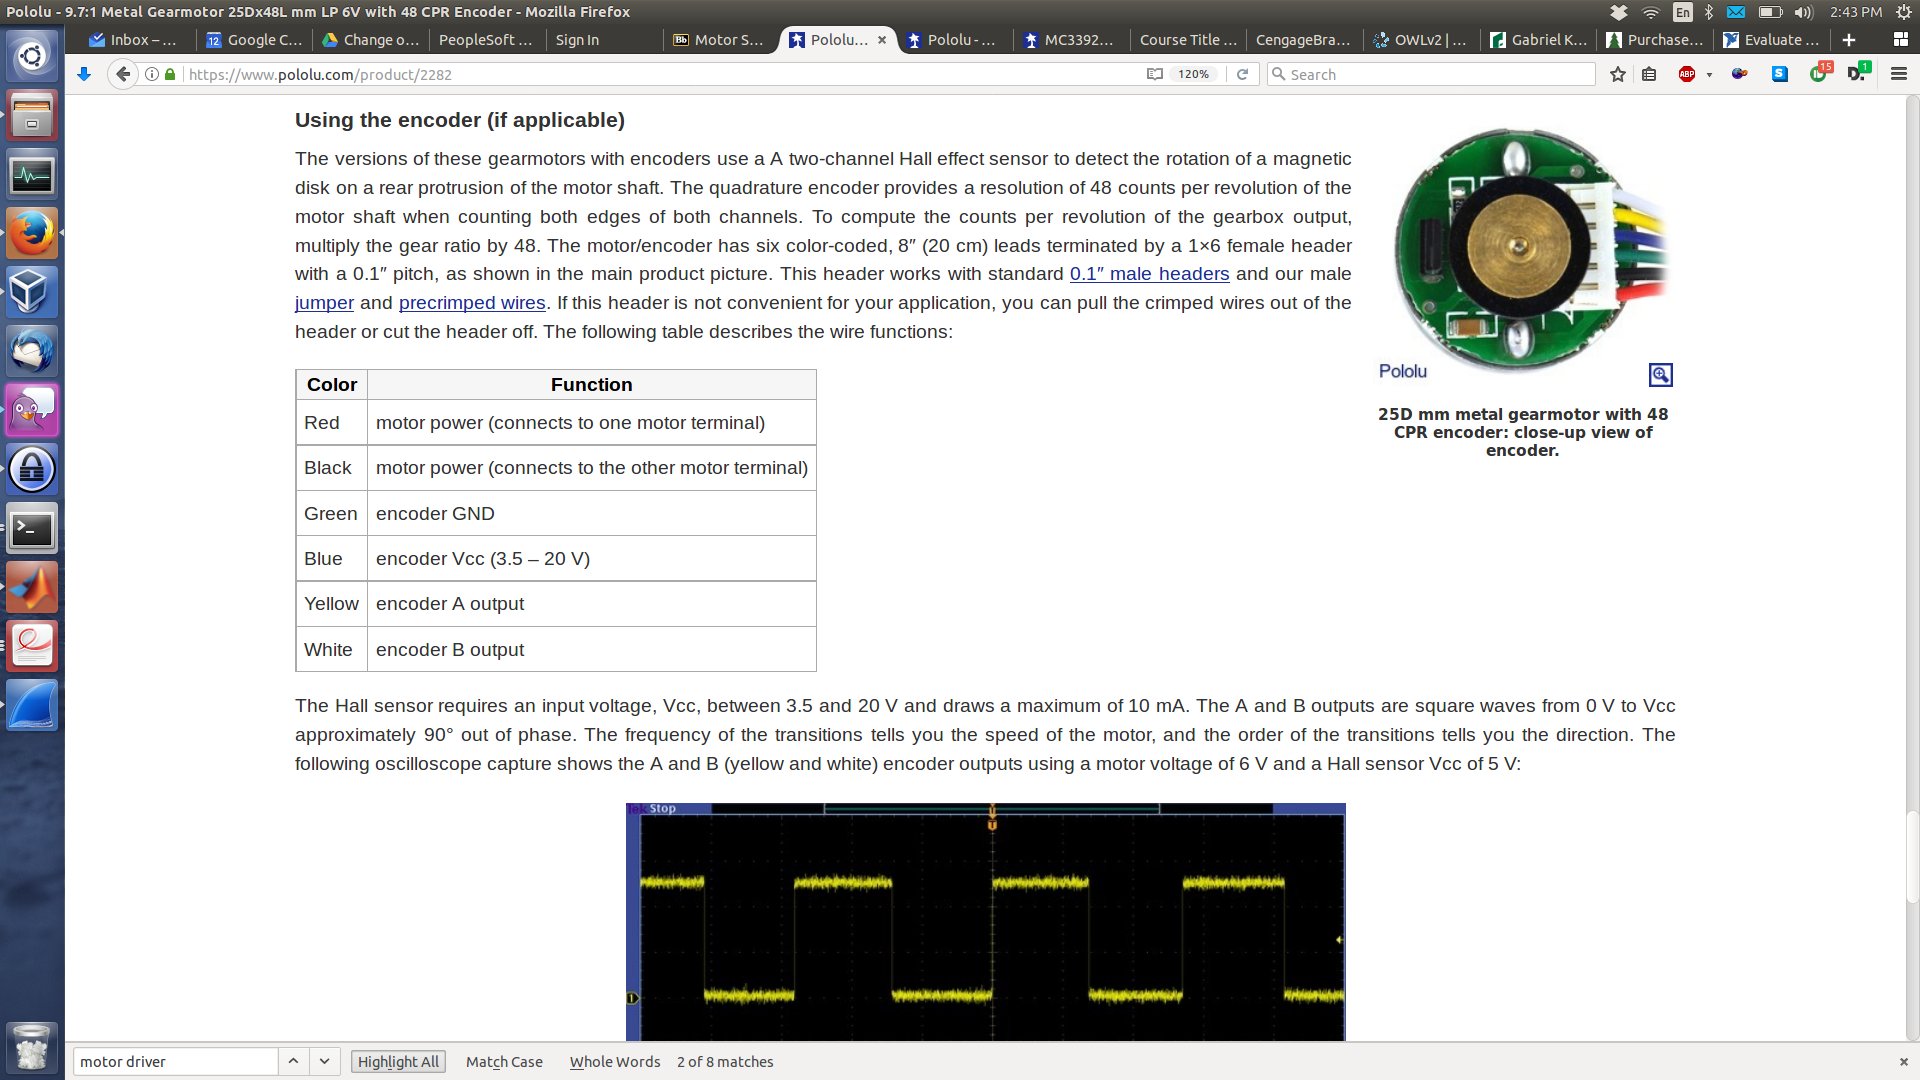 Pololu - 9.7:1 Metal Gearmotor 25Dx48L mm LP 6V with 48 CPR Encoder - Mozilla Firefox
En
2:43 PM
Inbox – ...
12
Google C...
Change o...
PeopleSoft ...
Sign In
Bb
Motor S...
Pololu...
Pololu - ...
MC3392...
Course Title ...
CengageBra...
OWLv2 | ...
Gabriel K...
Purchase...
Evaluate ...
https://www.pololu.com/product/2282
120%
Search
ABP
S
15
D
1
Using the encoder (if applicable)
The versions of these gearmotors with encoders use a A two-channel Hall effect sensor to detect the rotation of a magnetic
disk on a rear protrusion of the motor shaft. The quadrature encoder provides a resolution of 48 counts per revolution of the
motor shaft when counting both edges of both channels. To compute the counts per revolution of the gearbox output,
multiply the gear ratio by 48. The motor/encoder has six color-coded, 8″ (20 cm) leads terminated by a 1×6 female header
with a 0.1″ pitch, as shown in the main product picture. This header works with standard 0.1″ male headers and our male
jumper and precrimped wires. If this header is not convenient for your application, you can pull the crimped wires out of the
header or cut the header off. The following table describes the wire functions:
Pololu
25D mm metal gearmotor with 48
CPR encoder: close-up view of
encoder.
Color Function
Red motor power (connects to one motor terminal)
Black motor power (connects to the other motor terminal)
Green encoder GND
Blue encoder Vcc (3.5 – 20 V)
Yellow encoder A output
White encoder B output
The Hall sensor requires an input voltage, Vcc, between 3.5 and 20 V and draws a maximum of 10 mA. The A and B outputs are square waves from 0 V to Vcc
approximately 90° out of phase. The frequency of the transitions tells you the speed of the motor, and the order of the transitions tells you the direction. The
following oscilloscope capture shows the A and B (yellow and white) encoder outputs using a motor voltage of 6 V and a Hall sensor Vcc of 5 V:
Tek Stop
T
1
motor driver
Highlight All
Match Case
Whole Words
2 of 8 matches